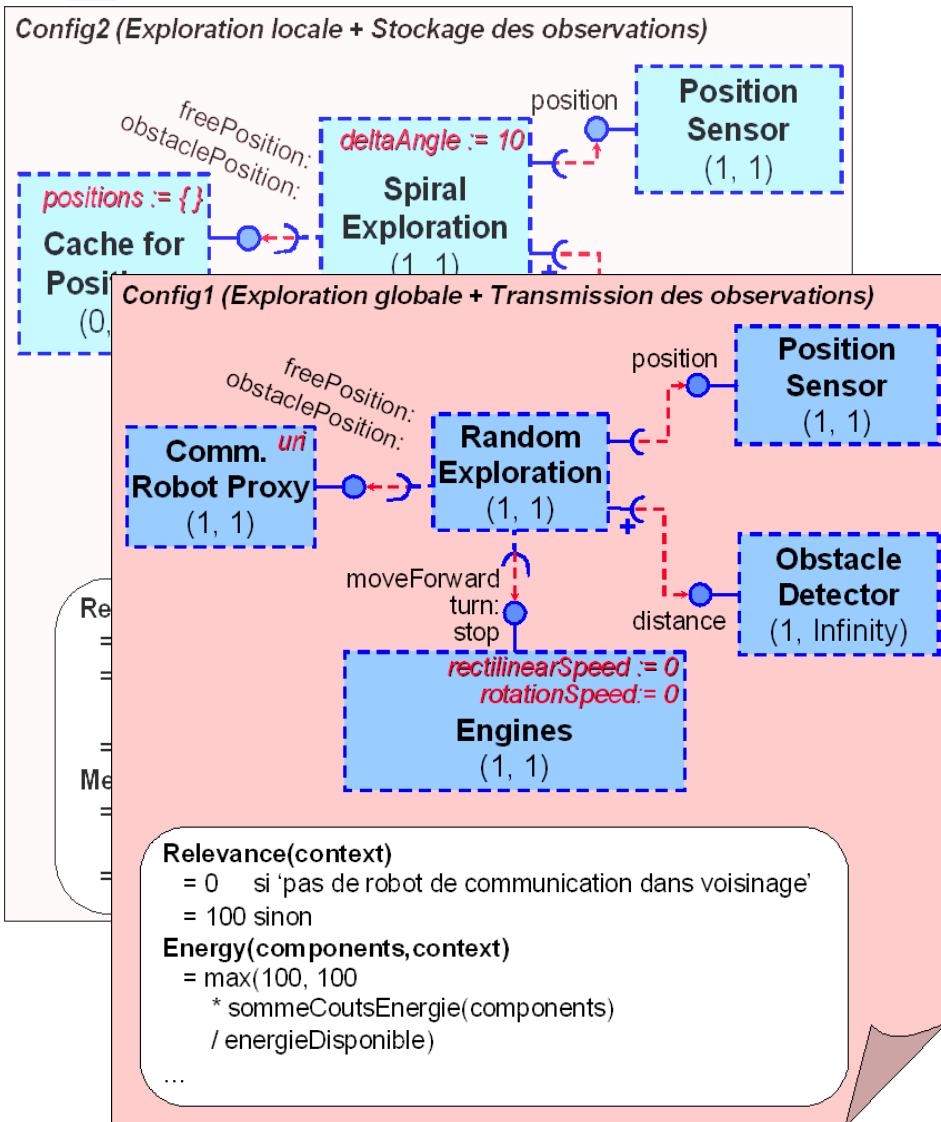 Config2 (Exploration locale + Stockage des observations)
freePosition:
obstaclePosition:
position
Position
Sensor
(1, 1)
deltaAngle := 10
Spiral
Exploration
(1, 1)
+
positions := { }
Cache for
(0,
Config1 (Exploration globale + Transmission des observations)
freePosition:
obstaclePosition:
position
Position
Sensor
(1, 1)
uri
Comm.
Robot Proxy
(1, 1)
Random
Exploration
(1, 1)
+
moveForward
turn:
stop
distance
Obstacle
Detector
(1, Infinity)
rectilinearSpeed := 0
rotationSpeed:= 0
Engines
(1, 1)
Re
=
=
=
Me
=
=
Relevance(context)
= 0 si ‘pas de robot de communication dans voisinage’
= 100 sinon
Energy(components,context)
= max(100, 100
* sommeCoutsEnergie(components)
/ energieDisponible)
...